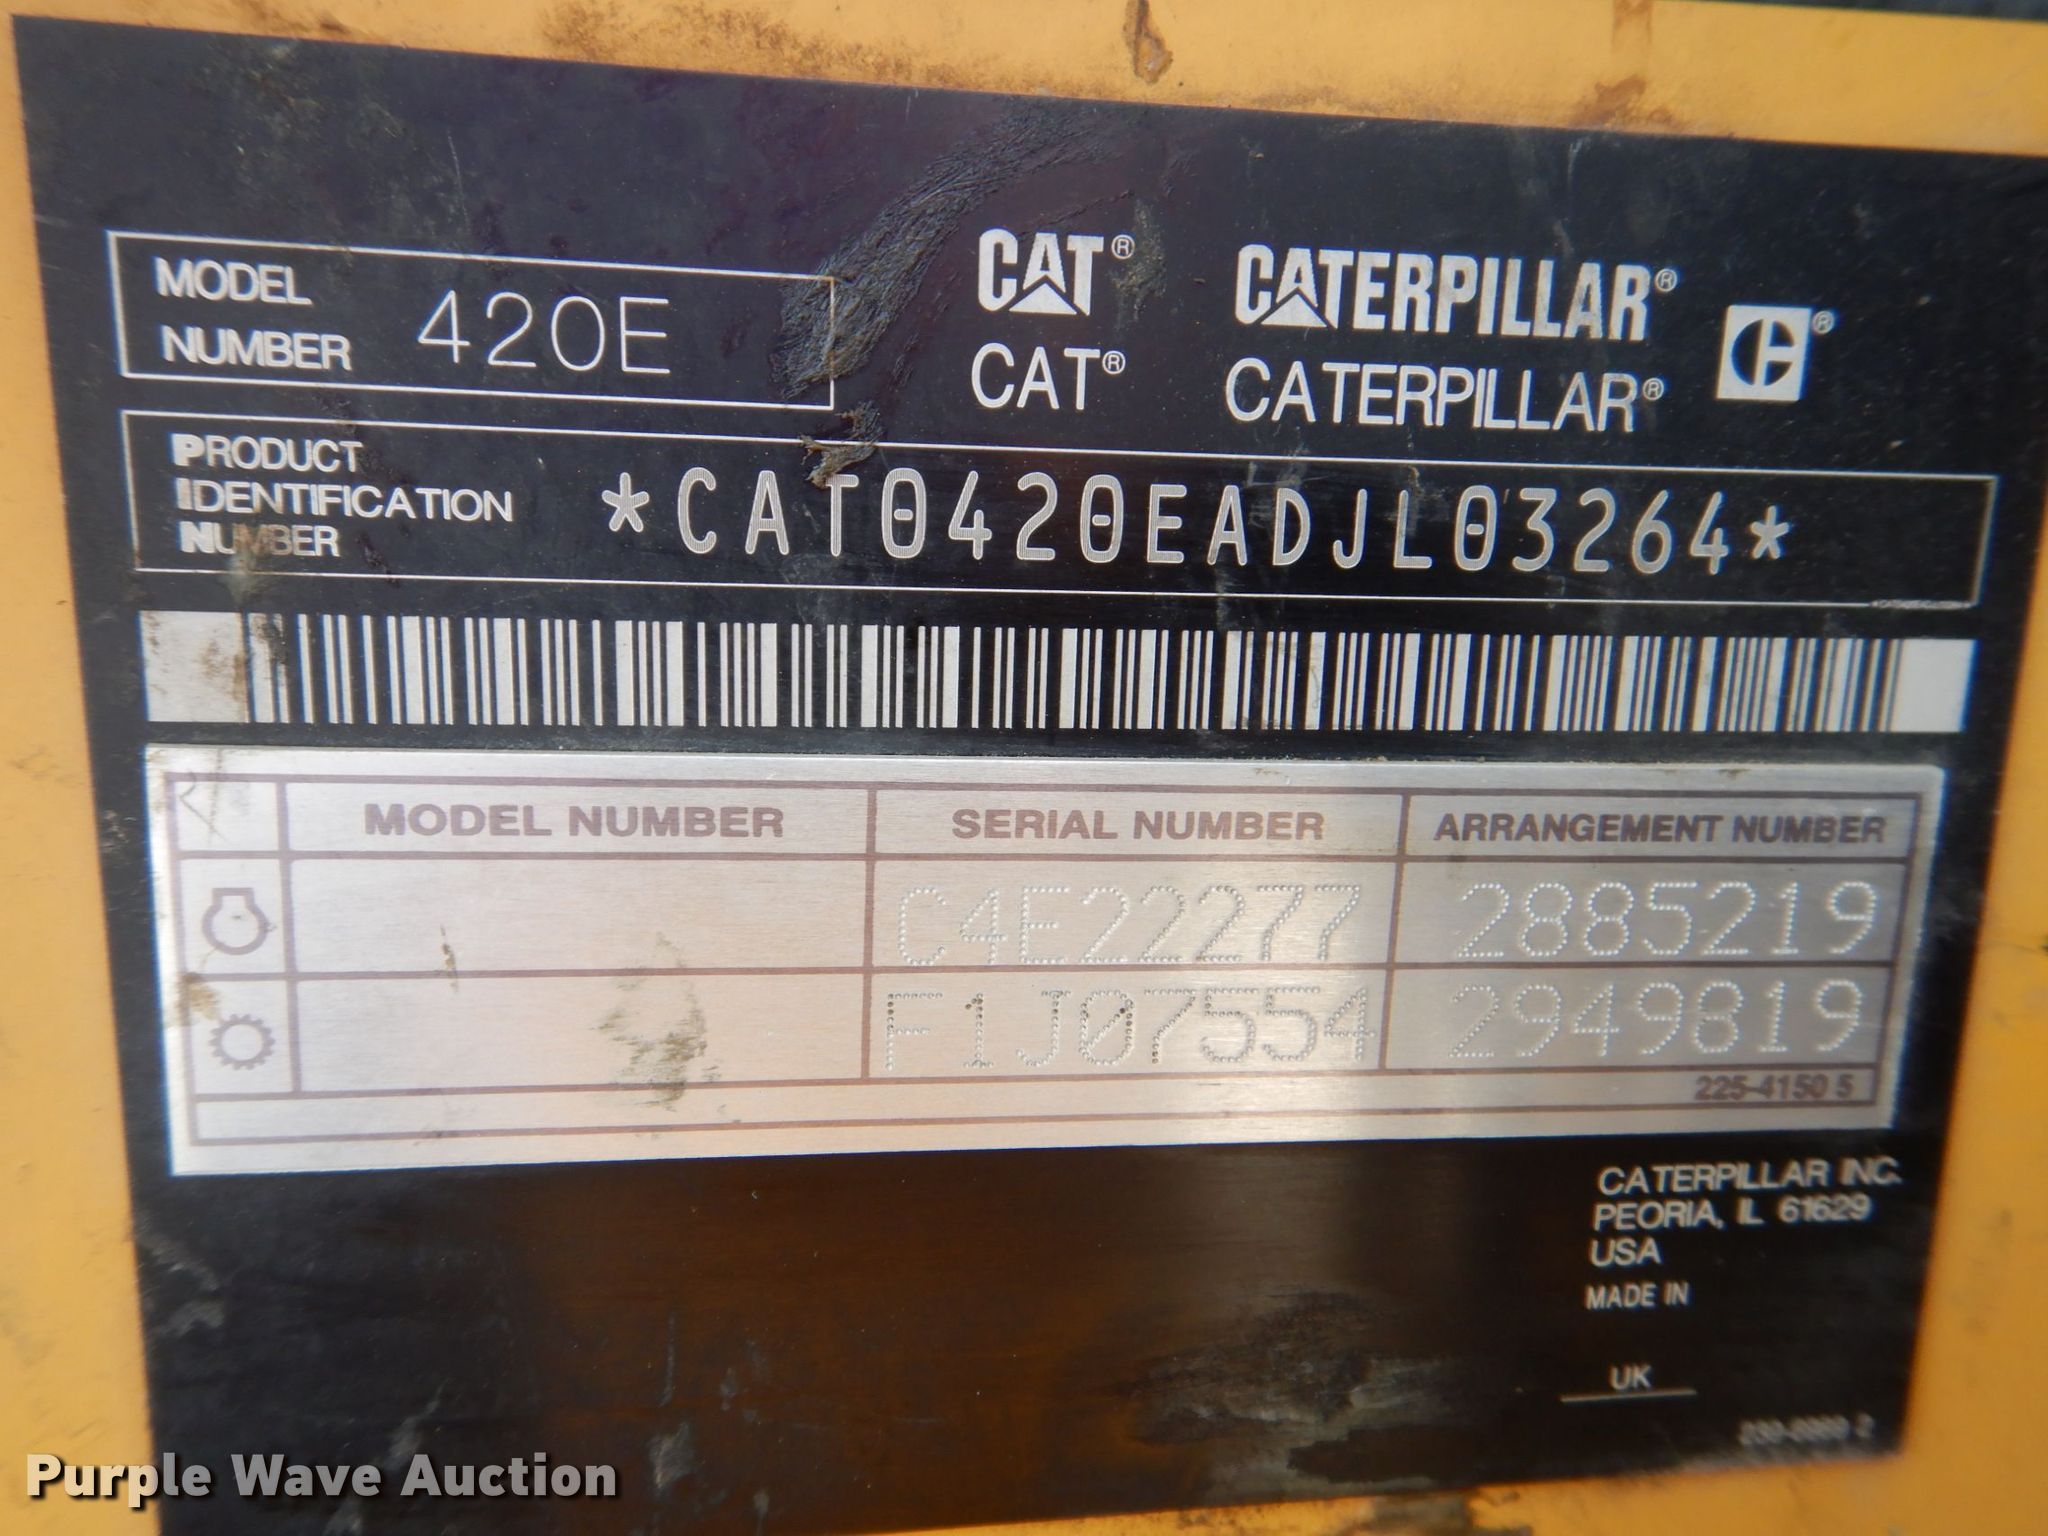 MODEL NUMBER 420E
CAT® CATERPILLAR®
CAT® CATERPILLAR®
PRODUCT IDENTIFICATION NUMBER *CAT0420EADJL03264*
MODEL NUMBER SERIAL NUMBER ARRANGEMENT NUMBER
C4E22277 2885219
F1J07554 2949819
225-4150 5
CATERPILLAR INC.
PEORIA, IL 61629
USA
MADE IN
UK
Purple Wave Auction